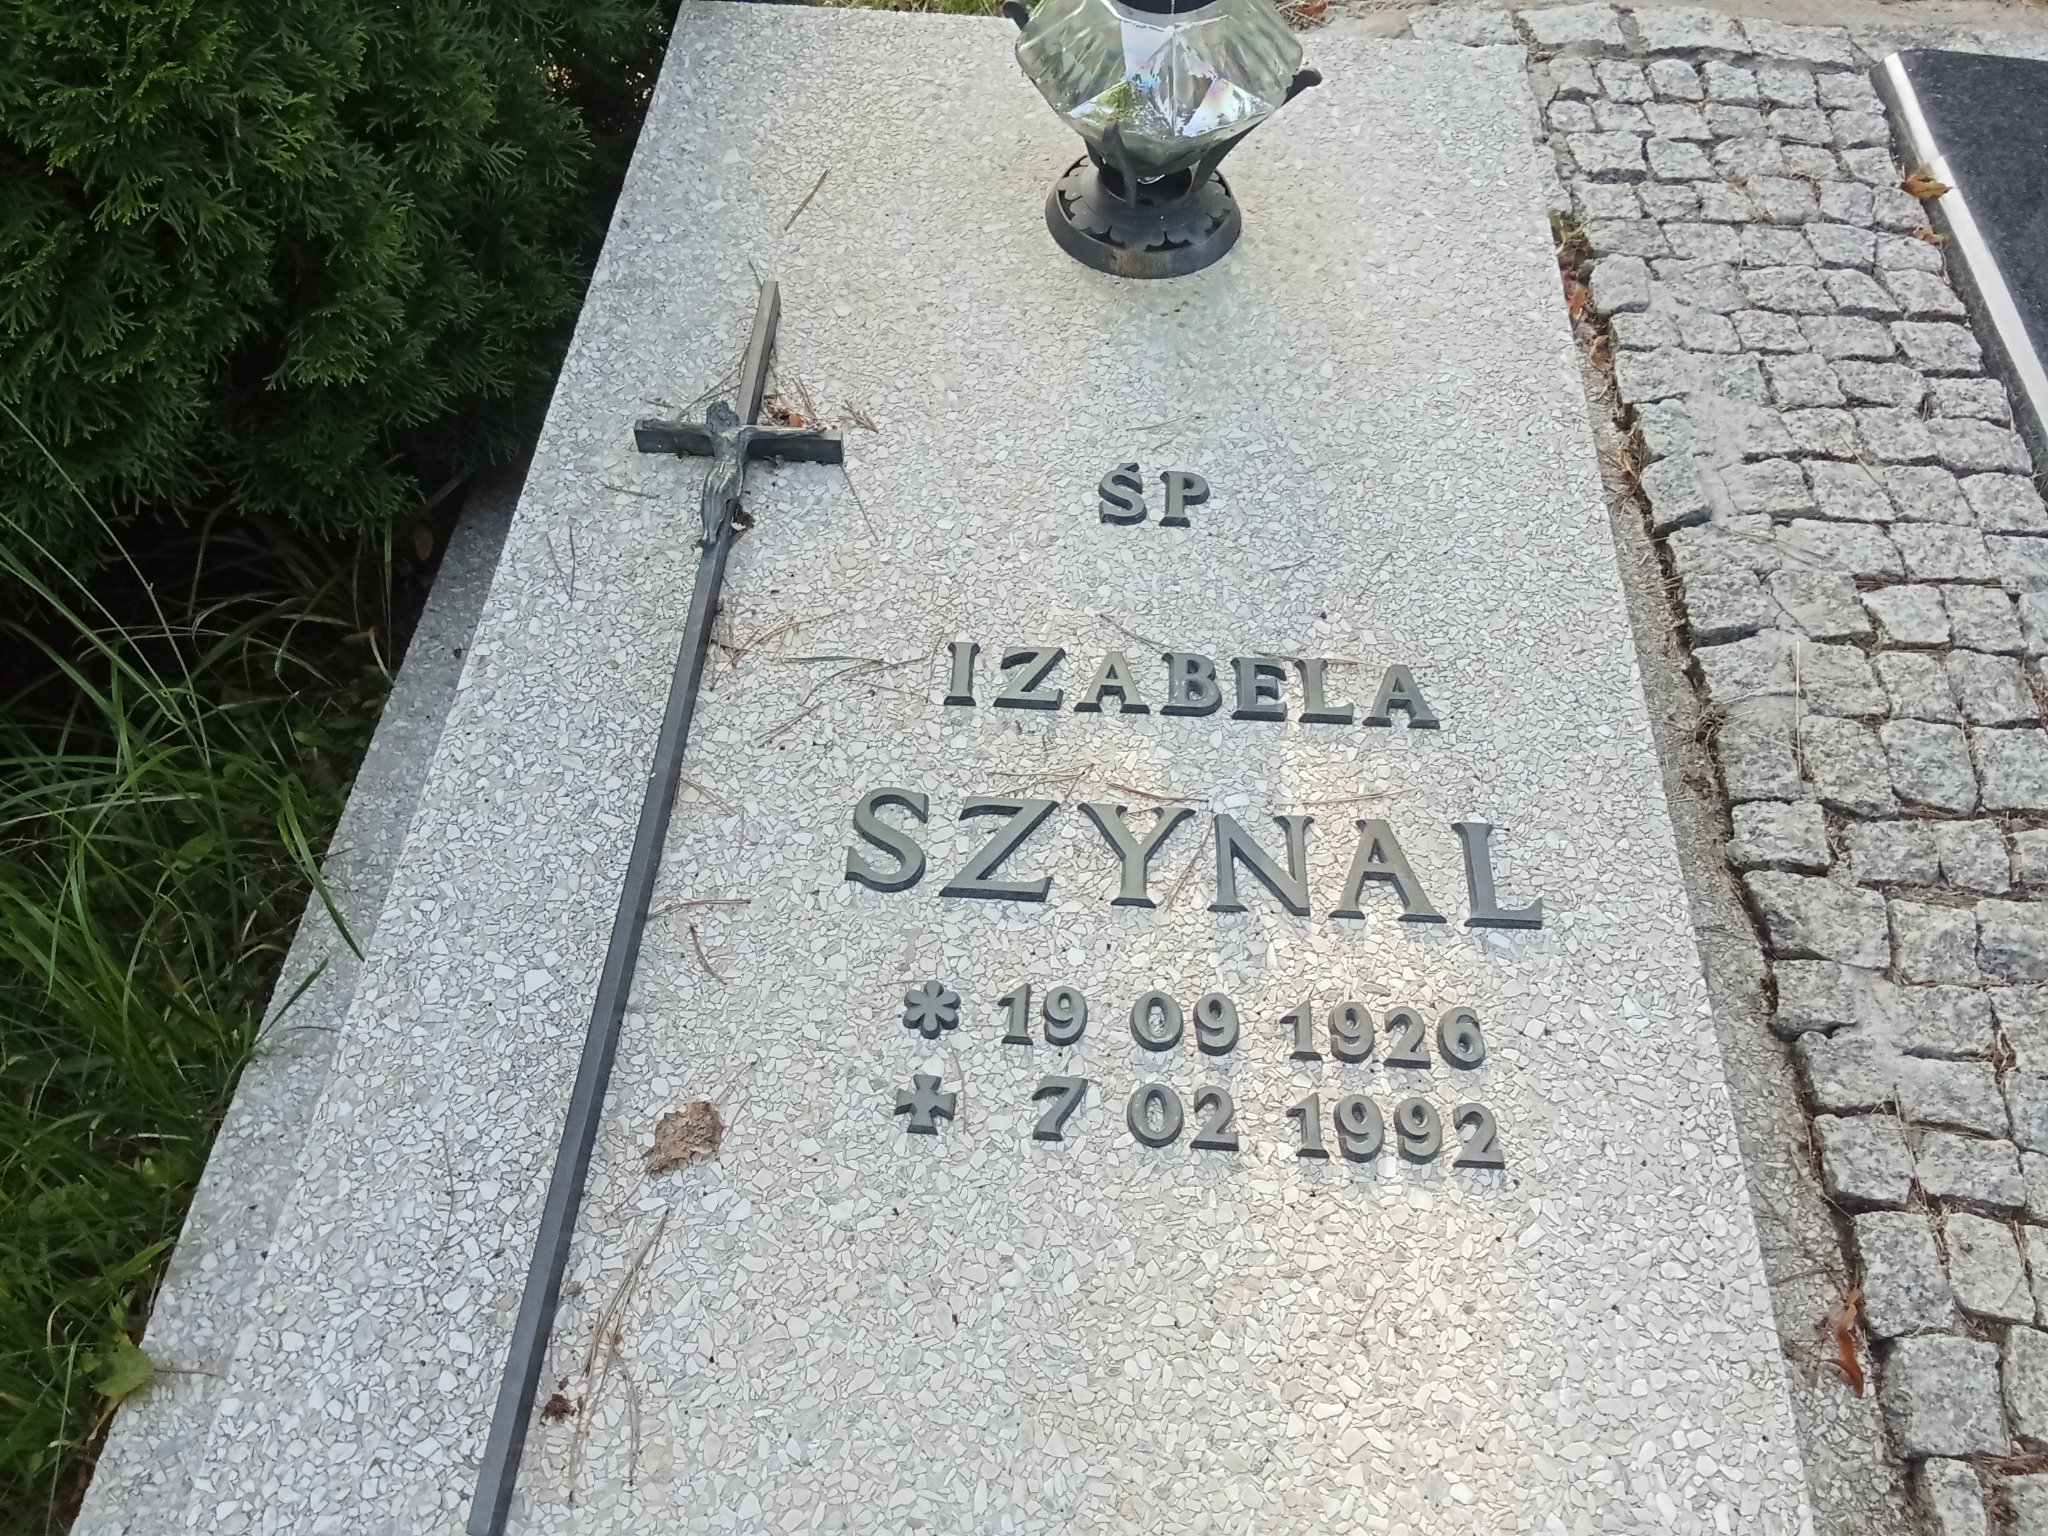 ŚP
IZABELA
SZYNAL
* 19 09 1926
✝ 7 02 1992